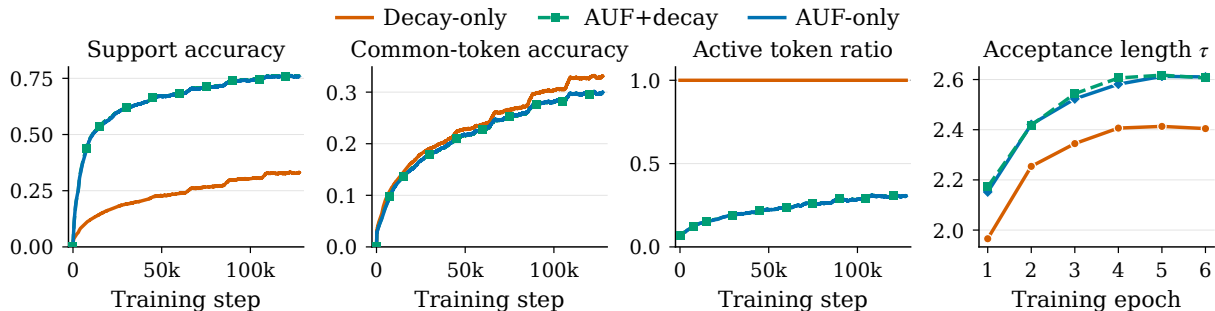 Decay-only AUF+decay AUF-only
Support accuracy
0.75
0.50
0.25
0.00
0 50k 100k
Training step
Common-token accuracy
0.3
0.2
0.1
0.0
0 50k 100k
Training step
Active token ratio
1.0
0.5
0.0
0 50k 100k
Training step
Acceptance length τ
2.6
2.4
2.2
2.0
1 2 3 4 5 6
Training epoch